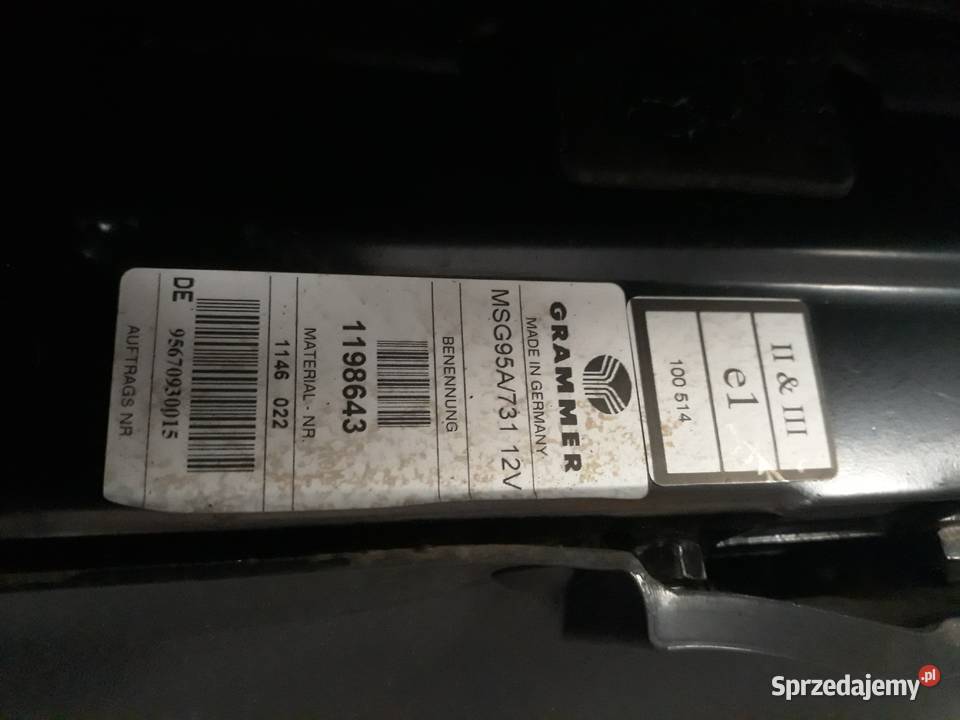 GRAMMER
MADE IN GERMANY
MSG95A/731 12V
BENENNUNG
1198643
MATERIAL - NR.
1146 022
DE 95670930015
AUFTRAGS NR.
II & III
e1
100 514
Sprzedajemy.pl